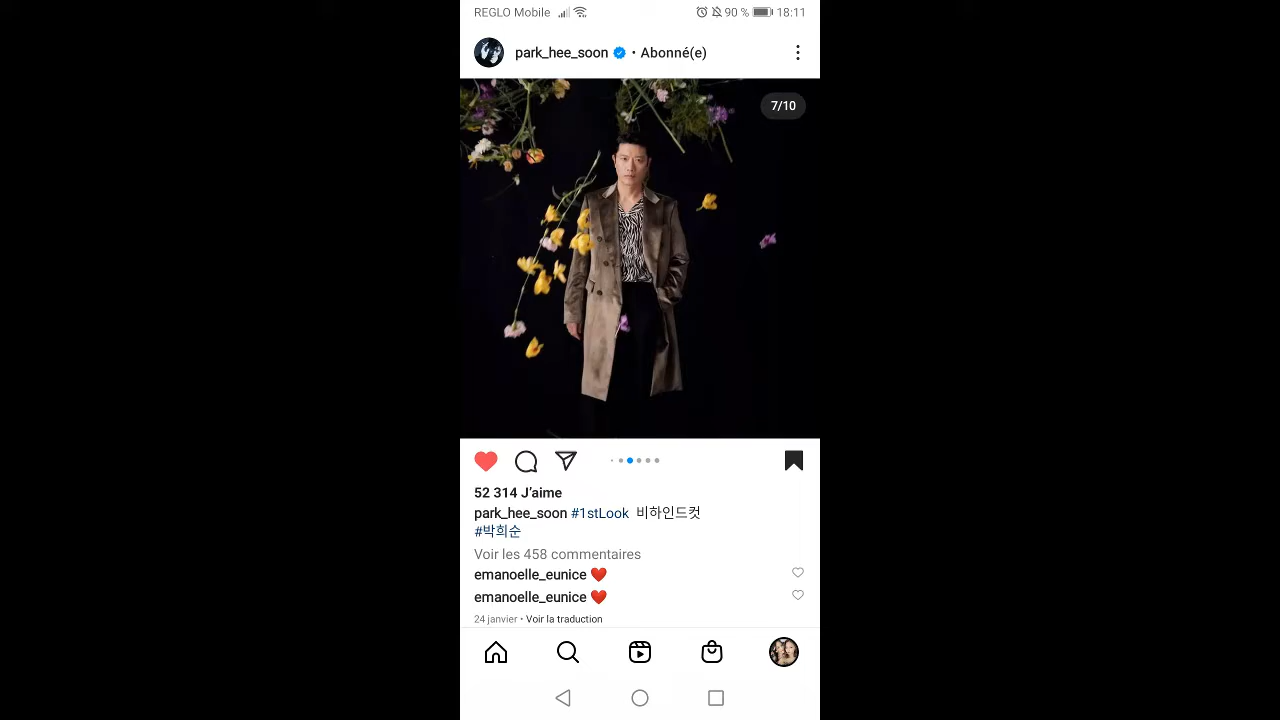 REGLO Mobile 90 % 18:11
park_hee_soon • Abonné(e)
7/10
52 314 J’aime
park_hee_soon #1stLook 비하인드컷
#박희순
Voir les 458 commentaires
emanoelle_eunice ❤️
emanoelle_eunice ❤️
24 janvier • Voir la traduction